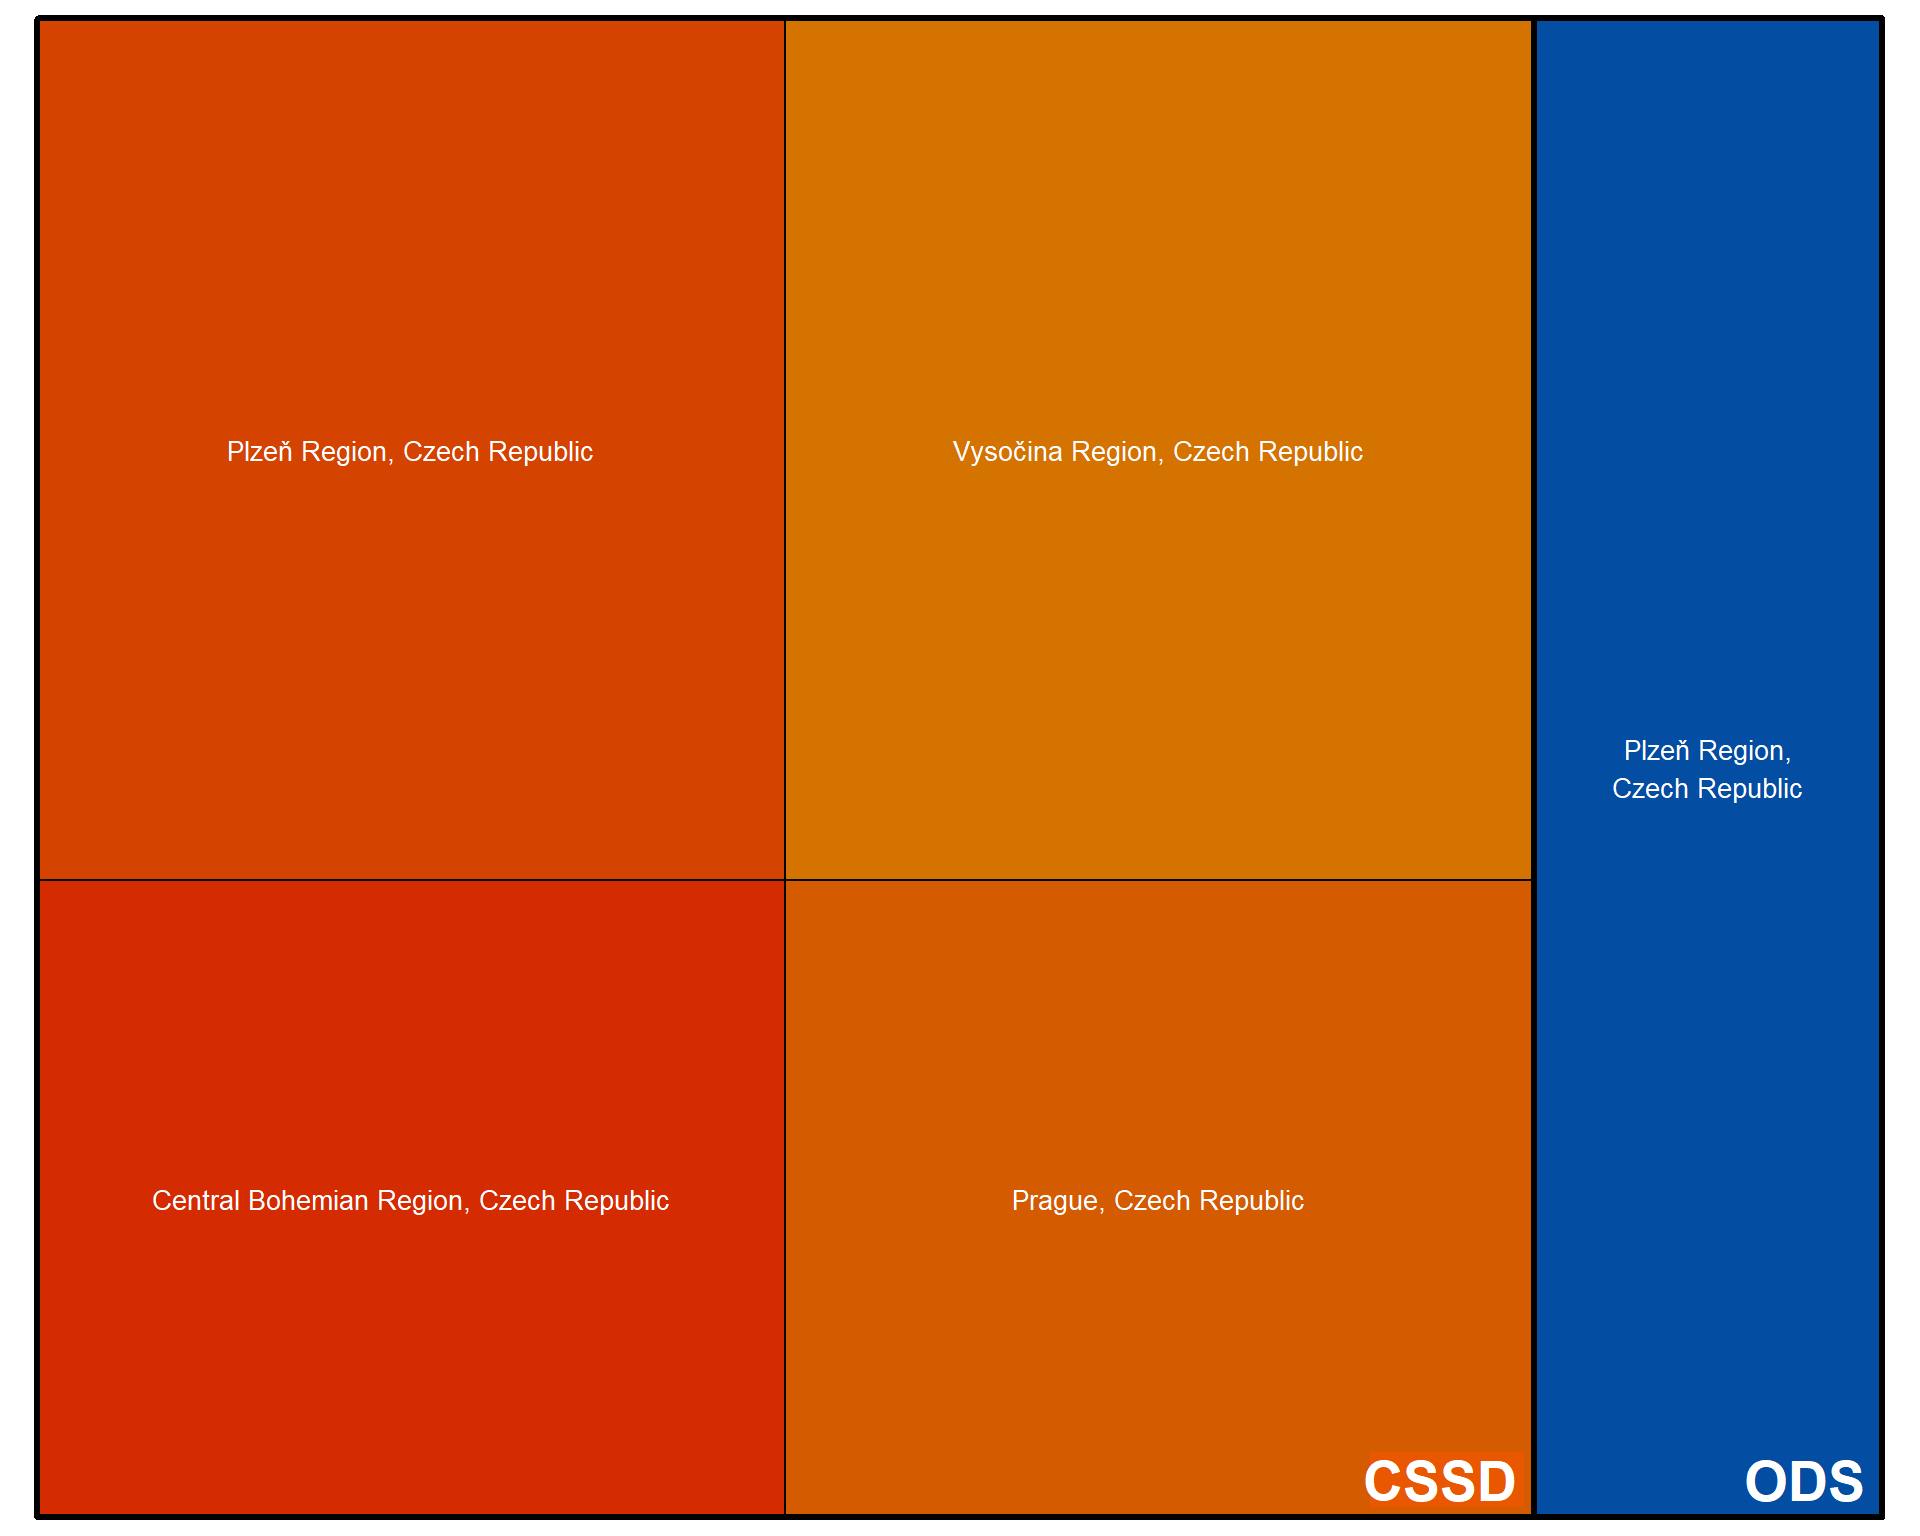 Plzeň Region, Czech Republic
Vysočina Region, Czech Republic
Plzeň Region,
Czech Republic
Central Bohemian Region, Czech Republic
Prague, Czech Republic
CSSD
ODS